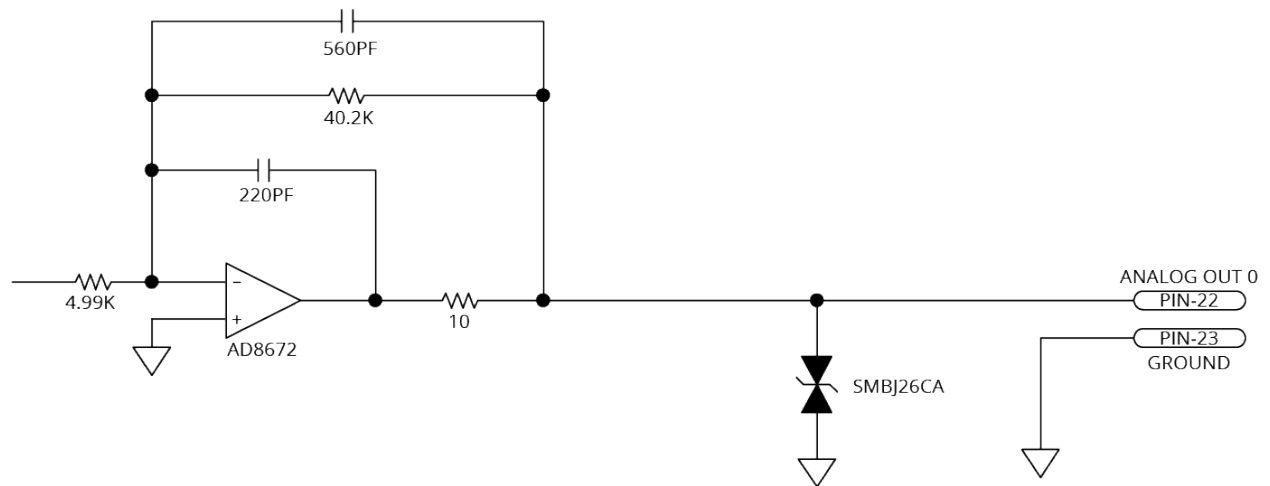 560PF
40.2K
220PF
4.99K
−
+
AD8672
10
SMBJ26CA
ANALOG OUT 0
PIN-22
PIN-23
GROUND